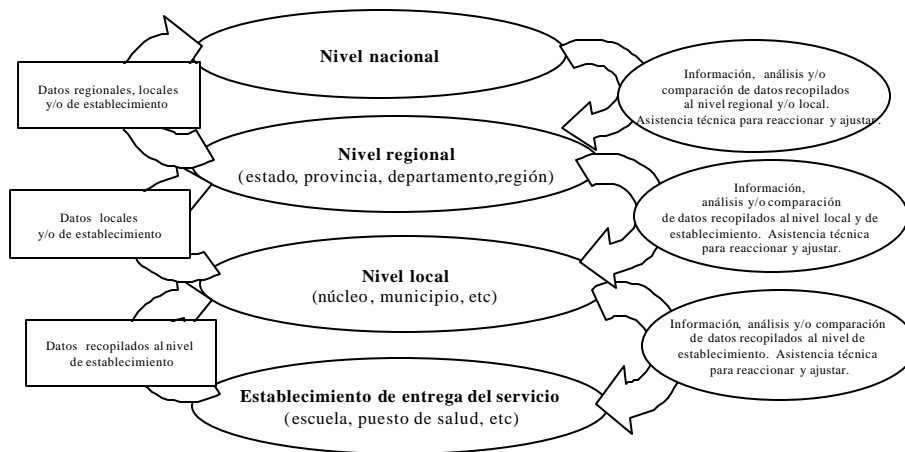 Nivel nacional
Datos regionales, locales
y/o de establecimiento
Información, análisis y/o
comparación de datos recopilados
al nivel regional y/o local.
Asistencia técnica para reaccionar y ajustar.
Nivel regional
(estado, provincia, departamento,región)
Datos locales
y/o de establecimiento
Información,
análisis y/o comparación
de datos recopilados al nivel local y de
establecimiento. Asistencia técnica
para reaccionar y ajustar.
Nivel local
(núcleo, municipio, etc)
Datos recopilados al nivel
de establecimiento
Información, análisis y/o comparación
de datos recopilados al nivel de
establecimiento. Asistencia técnica
para reaccionar y ajustar.
Establecimiento de entrega del servicio
(escuela, puesto de salud, etc)